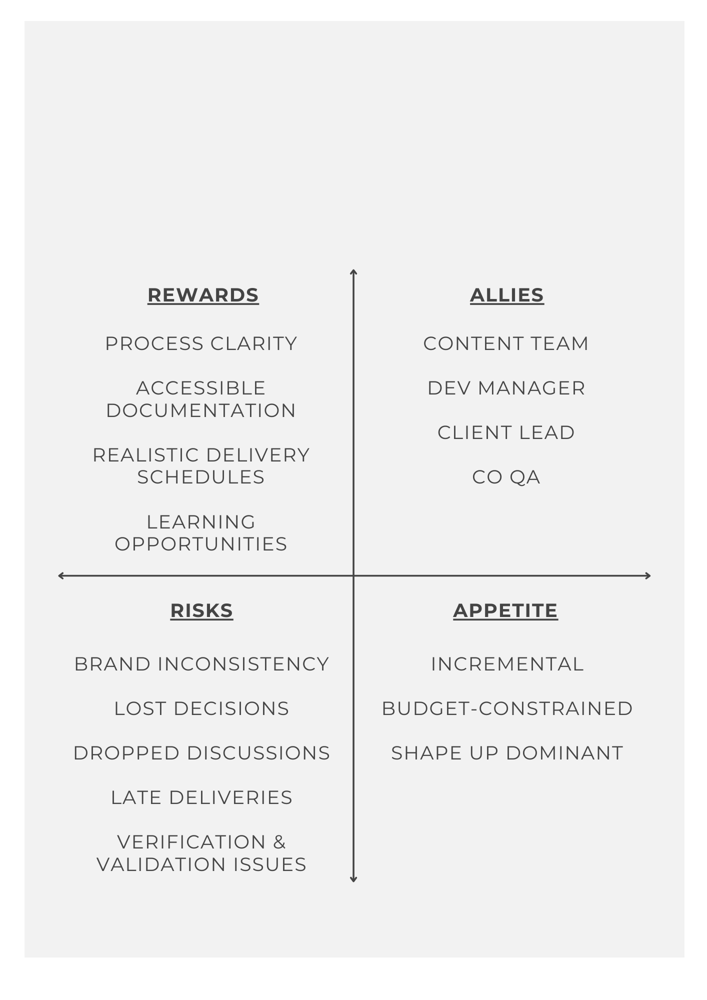 REWARDS
PROCESS CLARITY
ACCESSIBLE
DOCUMENTATION
REALISTIC DELIVERY
SCHEDULES
LEARNING
OPPORTUNITIES
ALLIES
CONTENT TEAM
DEV MANAGER
CLIENT LEAD
CO QA
RISKS
BRAND INCONSISTENCY
LOST DECISIONS
DROPPED DISCUSSIONS
LATE DELIVERIES
VERIFICATION &
VALIDATION ISSUES
APPETITE
INCREMENTAL
BUDGET-CONSTRAINED
SHAPE UP DOMINANT